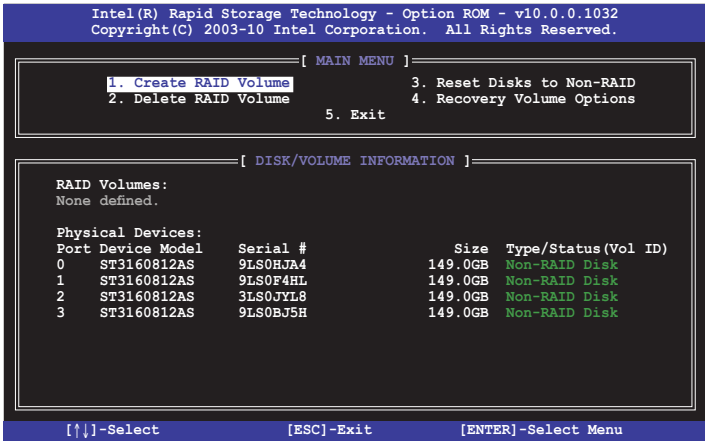 Intel(R) Rapid Storage Technology - Option ROM - v10.0.0.1032
Copyright(C) 2003-10 Intel Corporation. All Rights Reserved.
[ MAIN MENU ]
1. Create RAID Volume 3. Reset Disks to Non-RAID
2. Delete RAID Volume 4. Recovery Volume Options
5. Exit
[ DISK/VOLUME INFORMATION ]
RAID Volumes:
None defined.
Physical Devices:
Port Device Model Serial # Size Type/Status(Vol ID)
0 ST3160812AS 9LS0HJA4 149.0GB Non-RAID Disk
1 ST3160812AS 9LS0F4HL 149.0GB Non-RAID Disk
2 ST3160812AS 3LS0JYL8 149.0GB Non-RAID Disk
3 ST3160812AS 9LS0BJ5H 149.0GB Non-RAID Disk
[↑↓]-Select [ESC]-Exit [ENTER]-Select Menu